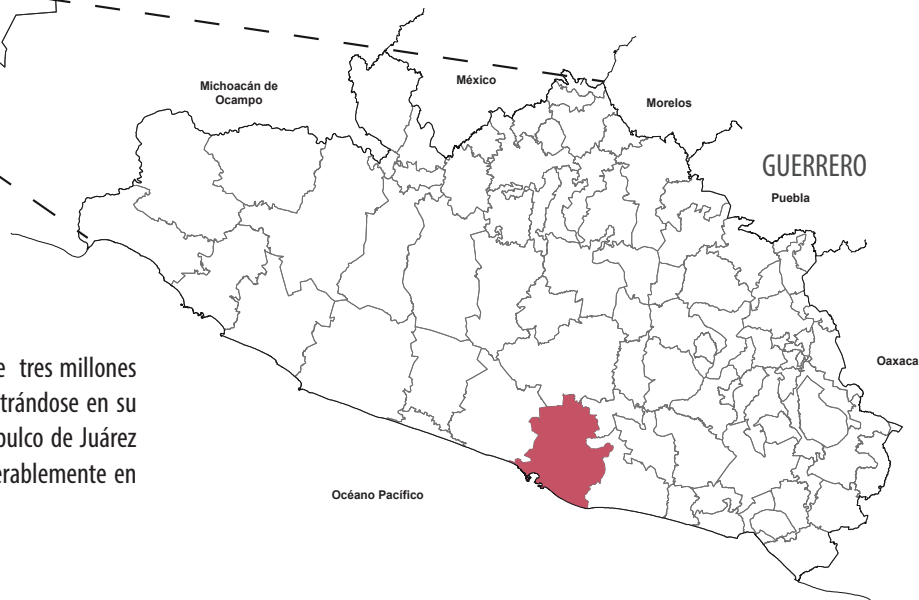 Michoacán de
Ocampo
México
Morelos
GUERRERO
Puebla
Oaxaca
tres millones
trándose en su
de Juárez
erablemente en
Océano Pacífico